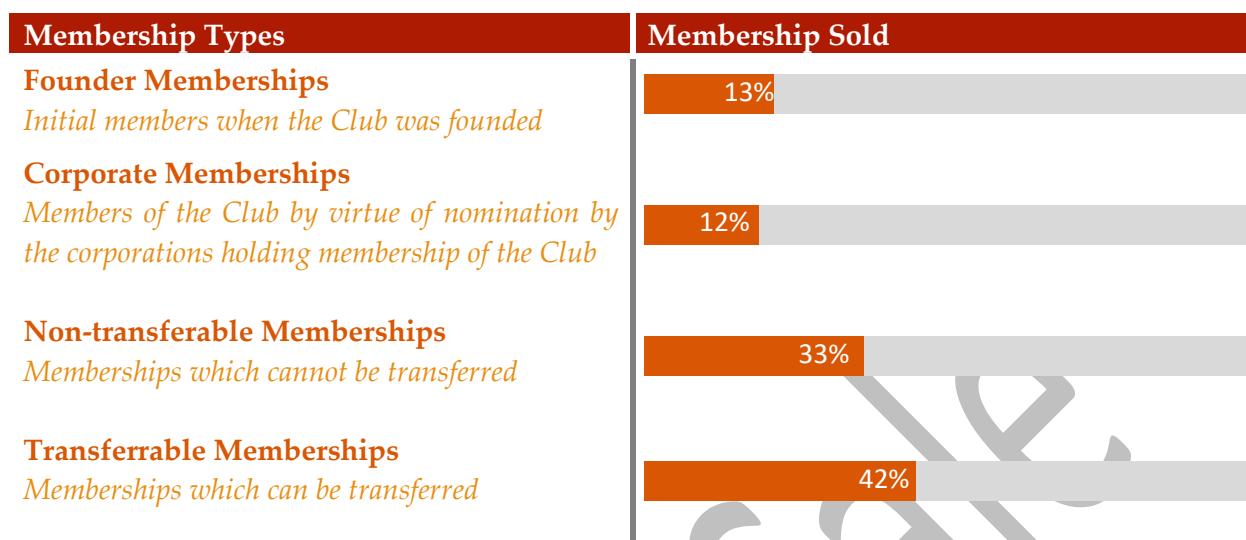 Membership Types
Membership Sold
Founder Memberships
13%
Initial members when the Club was founded
Corporate Memberships
Members of the Club by virtue of nomination by
12%
the corporations holding membership of the Club
Non-transferable Memberships
33%
Memberships which cannot be transferred
Transferrable Memberships
42%
Memberships which can be transferred